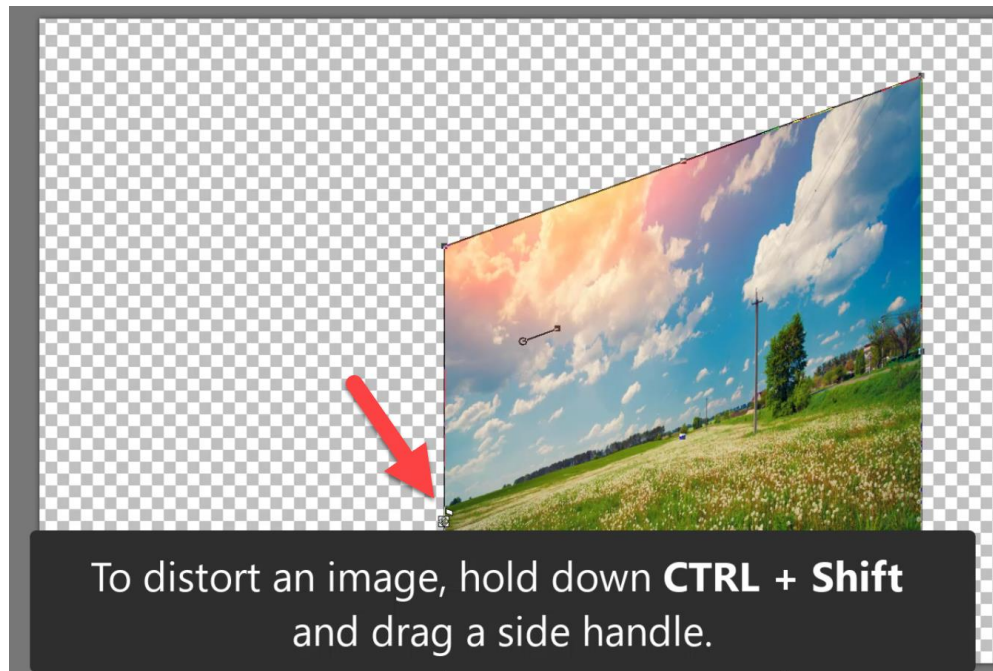 To distort an image, hold down CTRL + Shift
and drag a side handle.